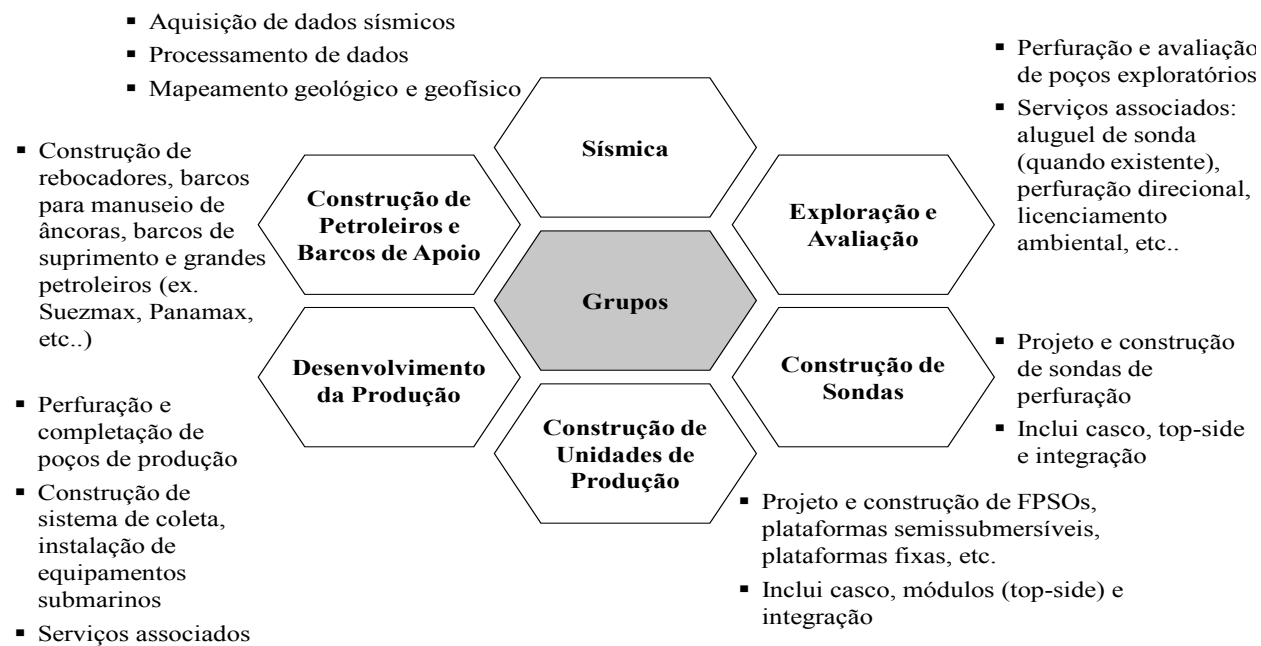 ▪ Aquisição de dados sísmicos
▪ Processamento de dados
▪ Mapeamento geológico e geofísico
Sísmica
▪ Perfuração e avaliação
de poços exploratórios
▪ Serviços associados:
aluguel de sonda
(quando existente),
perfuração direcional,
licenciamento
ambiental, etc..
Exploração e
Avaliação
▪ Construção de
rebocadores, barcos
para manuseio de
âncoras, barcos de
suprimento e grandes
petroleiros (ex.
Suezmax, Panamax,
etc..)
Construção de
Petroleiros e
Barcos de Apoio
Grupos
Construção de
Sondas
▪ Projeto e construção
de sondas de
perfuração
▪ Inclui casco, top-side
e integração
Desenvolvimento
da Produção
▪ Perfuração e
completação de
poços de produção
▪ Construção de
sistema de coleta,
instalação de
equipamentos
submarinos
▪ Serviços associados
Construção de
Unidades de
Produção
▪ Projeto e construção de FPSOs,
plataformas semissubmersíveis,
plataformas fixas, etc.
▪ Inclui casco, módulos (top-side) e
integração